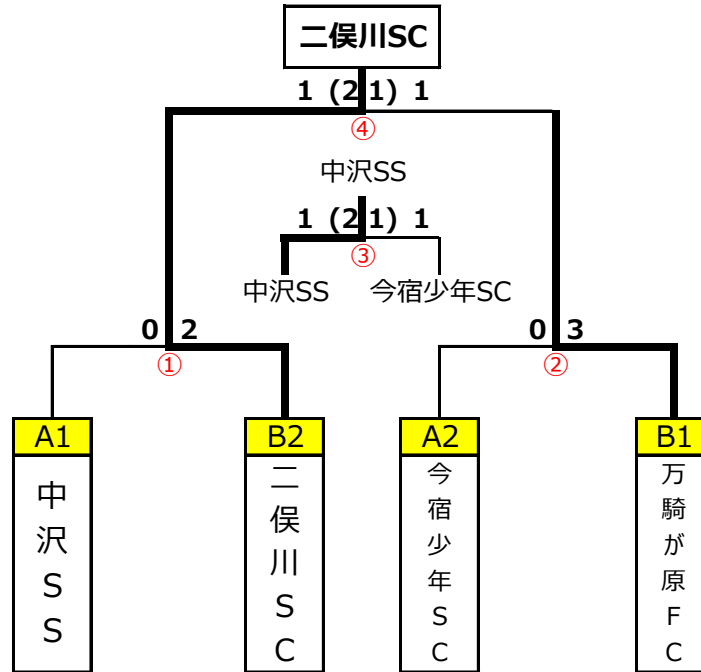 二俣川SC
1 (2 1) 1
④
中沢SS
1 (2 1) 1
③
中沢SS 今宿少年SC
0 2 0 3
① ②
A1 B2 A2 B1
中沢SS
二俣川SC
今宿少年SC
万騎が原FC